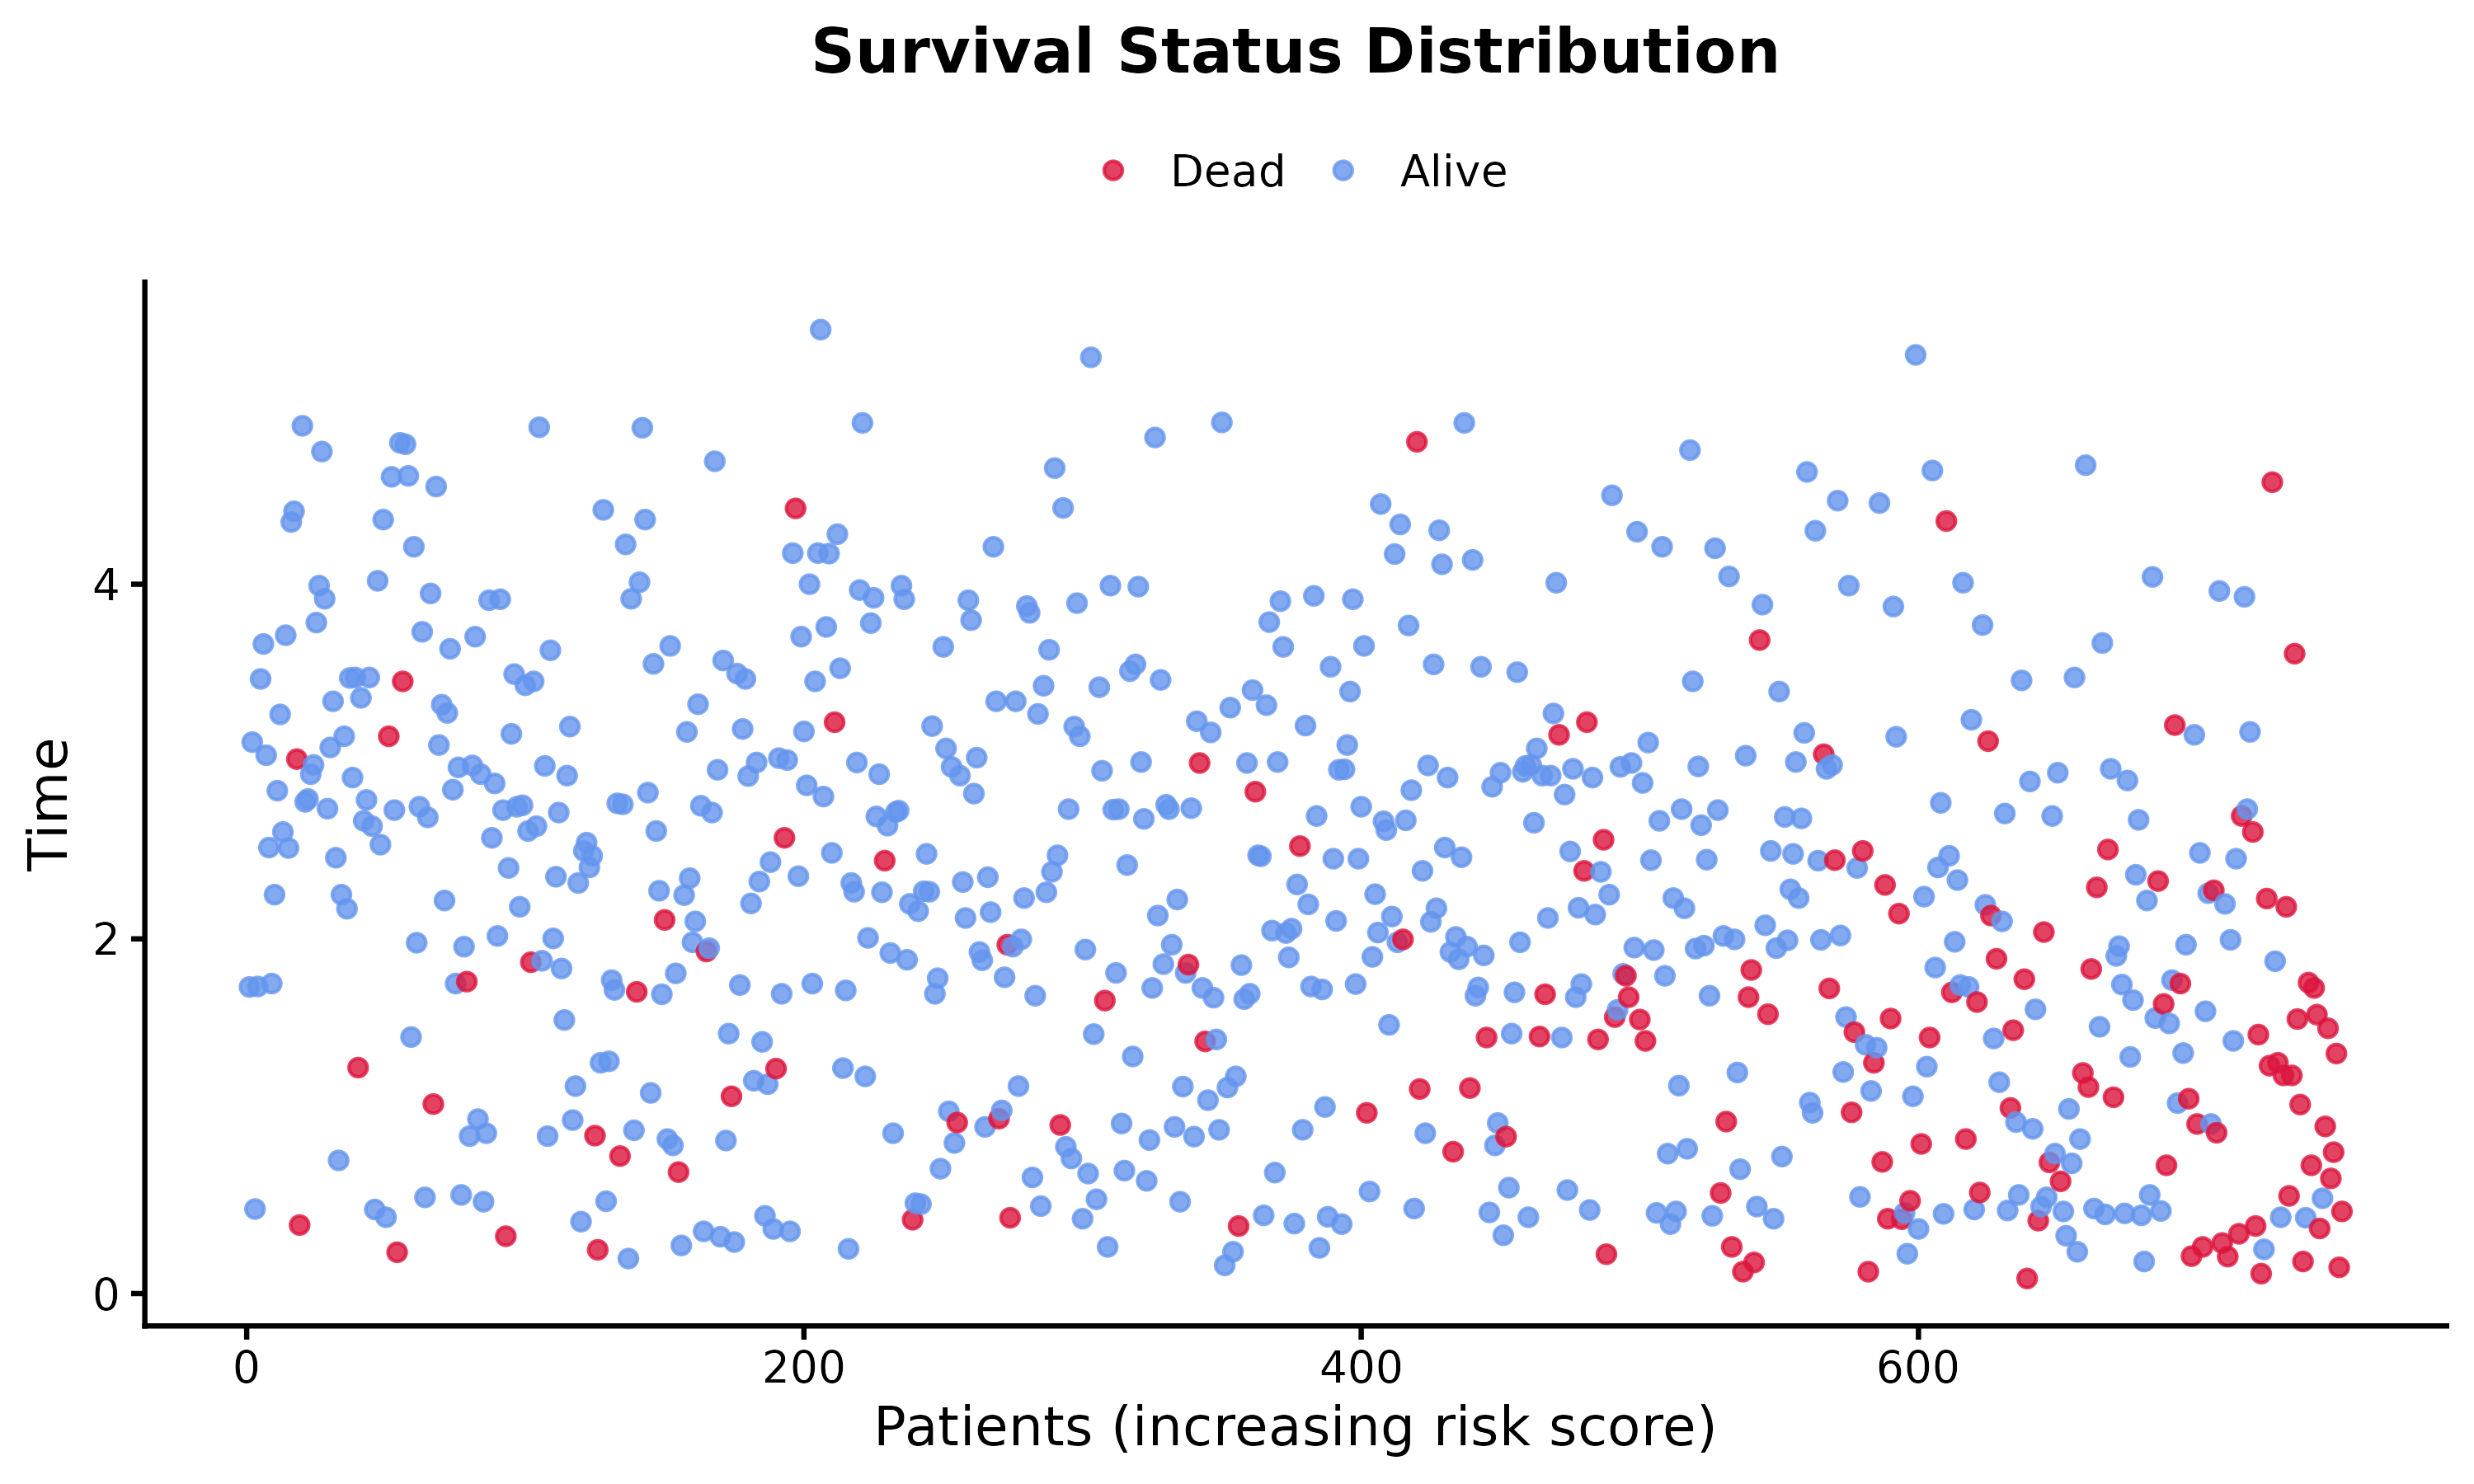 Survival Status Distribution
Dead Alive
Time
4
2
0
0 200 400 600
Patients (increasing risk score)